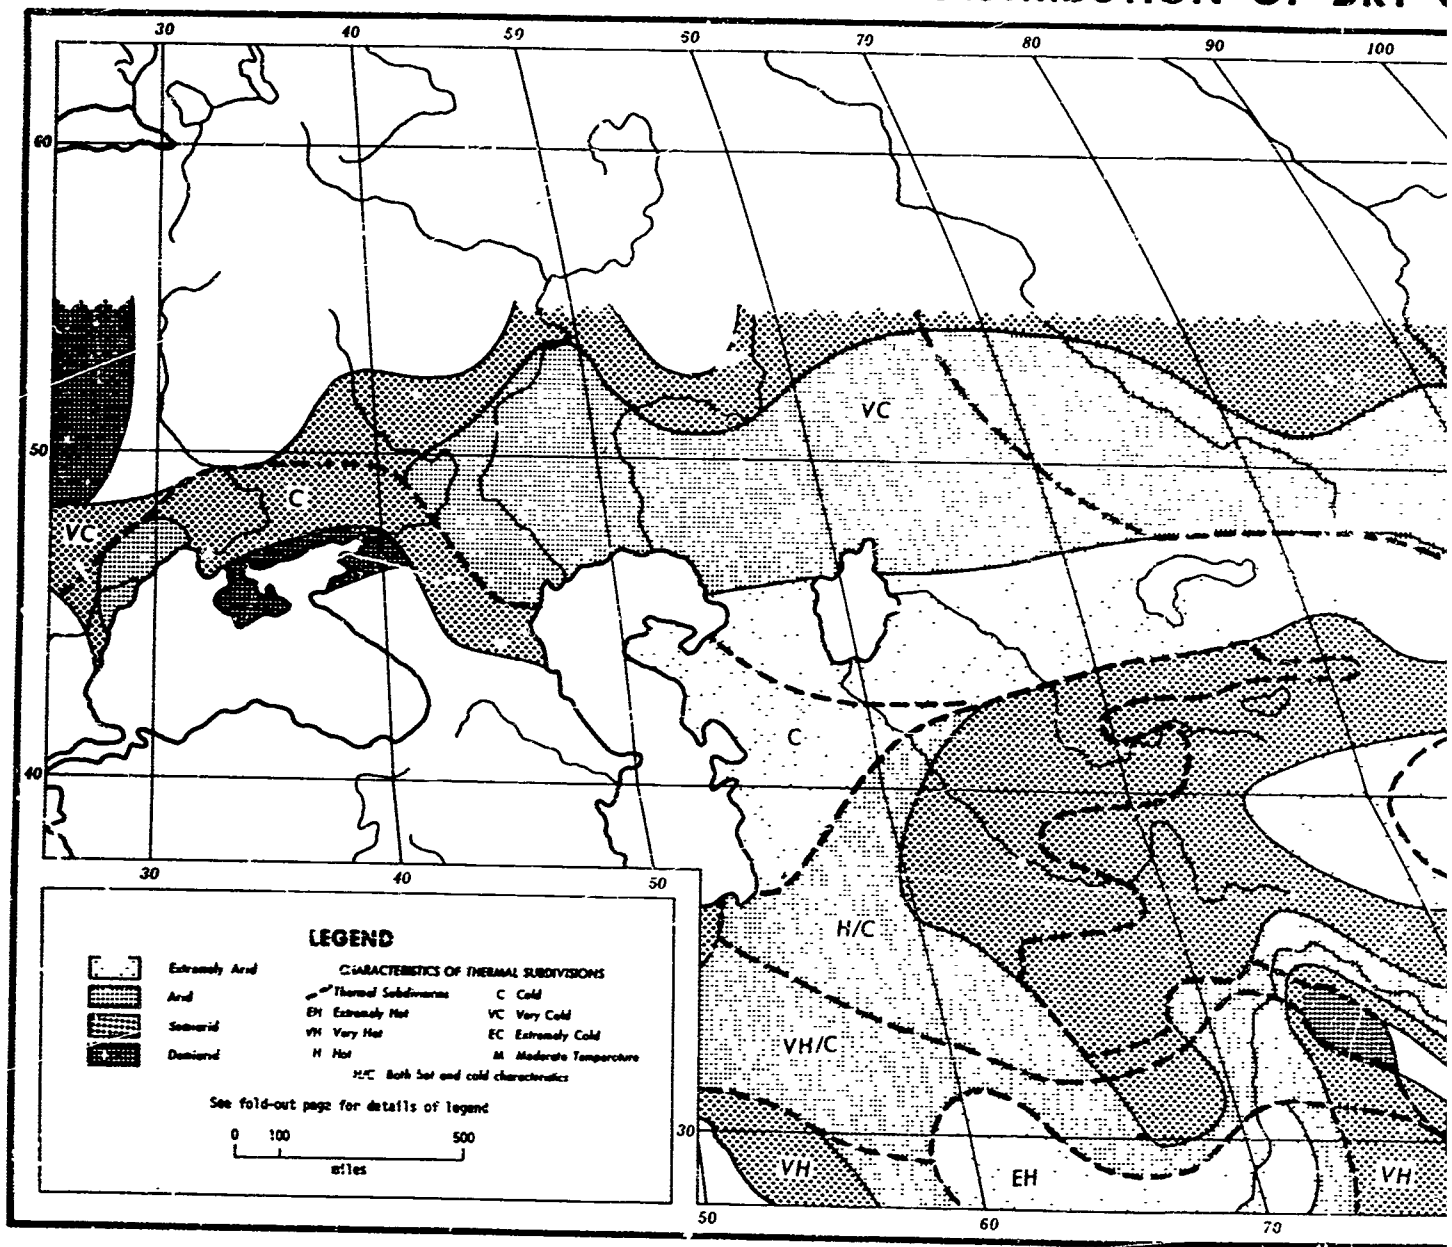 OF DRY
30 40 50 60 70 80 90 100
60
VC
50
C
VC
C
40
30 40 50
H/C
VH/C
30
VH
EH
VH
50 60 70
LEGEND
Extremely Arid
Arid
Semiarid
Demiarid
CHARACTERISTICS OF THERMAL SUBDIVISIONS
Thermal Subdivisions
C Cold
EH Extremely Hot
VC Very Cold
VH Very Hot
EC Extremely Cold
H Hot
M Moderate Temperature
H/C Both hot and cold characteristics
See fold-out page for details of legend
0 100 500
miles